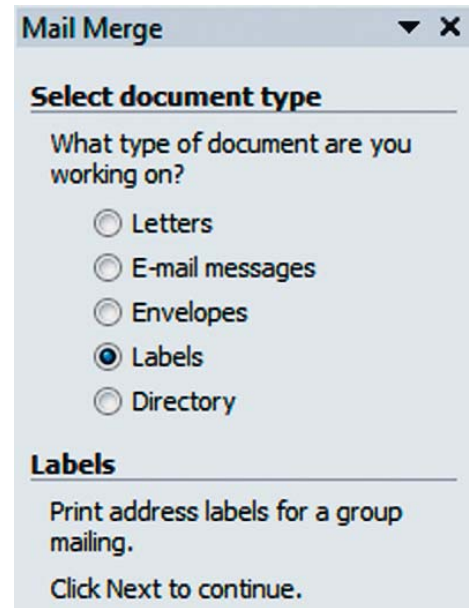 Mail Merge
Select document type
What type of document are you
working on?
Letters
E-mail messages
Envelopes
Labels
Directory
Labels
Print address labels for a group
mailing.
Click Next to continue.